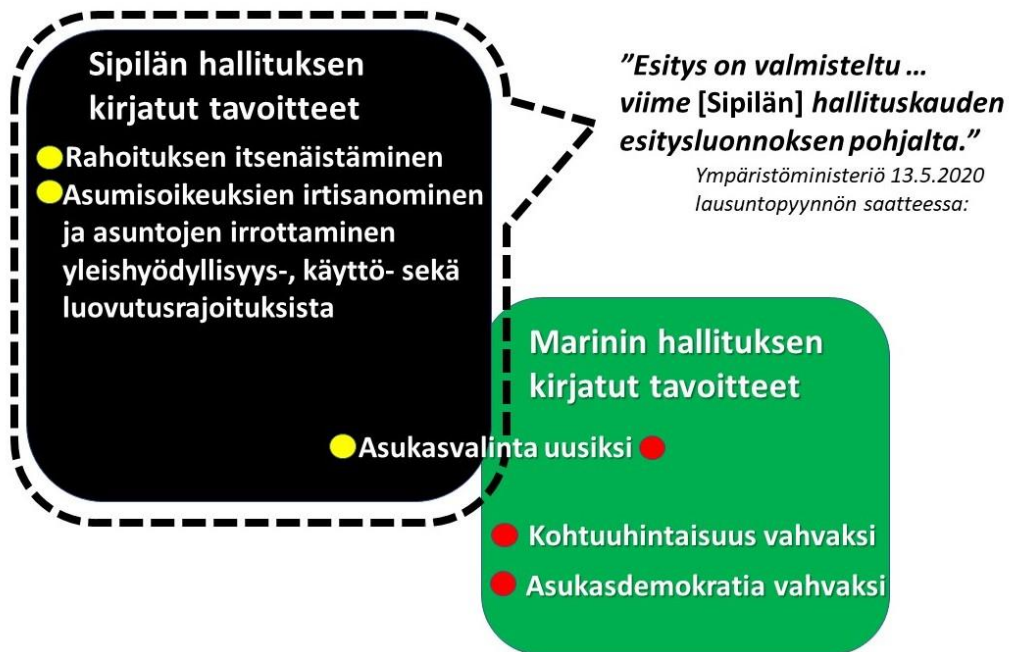 Sipilän hallituksen
kirjatut tavoitteet
Rahoituksen itsenäistäminen
Asumisoikeuksien irtisanominen
ja asuntojen irrottaminen
yleishyödyllisyys-, käyttö- sekä
luovutusrajoituksista
"Esitys on valmisteltu ...
viime [Sipilän] hallituskauden
esitysluonnoksen pohjalta."
Ympäristöministeriö 13.5.2020
lausuntopyynnön saatteessa:
Marinin hallituksen
kirjatut tavoitteet
Asukasvalinta uusiksi
Kohtuuhintaisuus vahvaksi
Asukasdemokratia vahvaksi